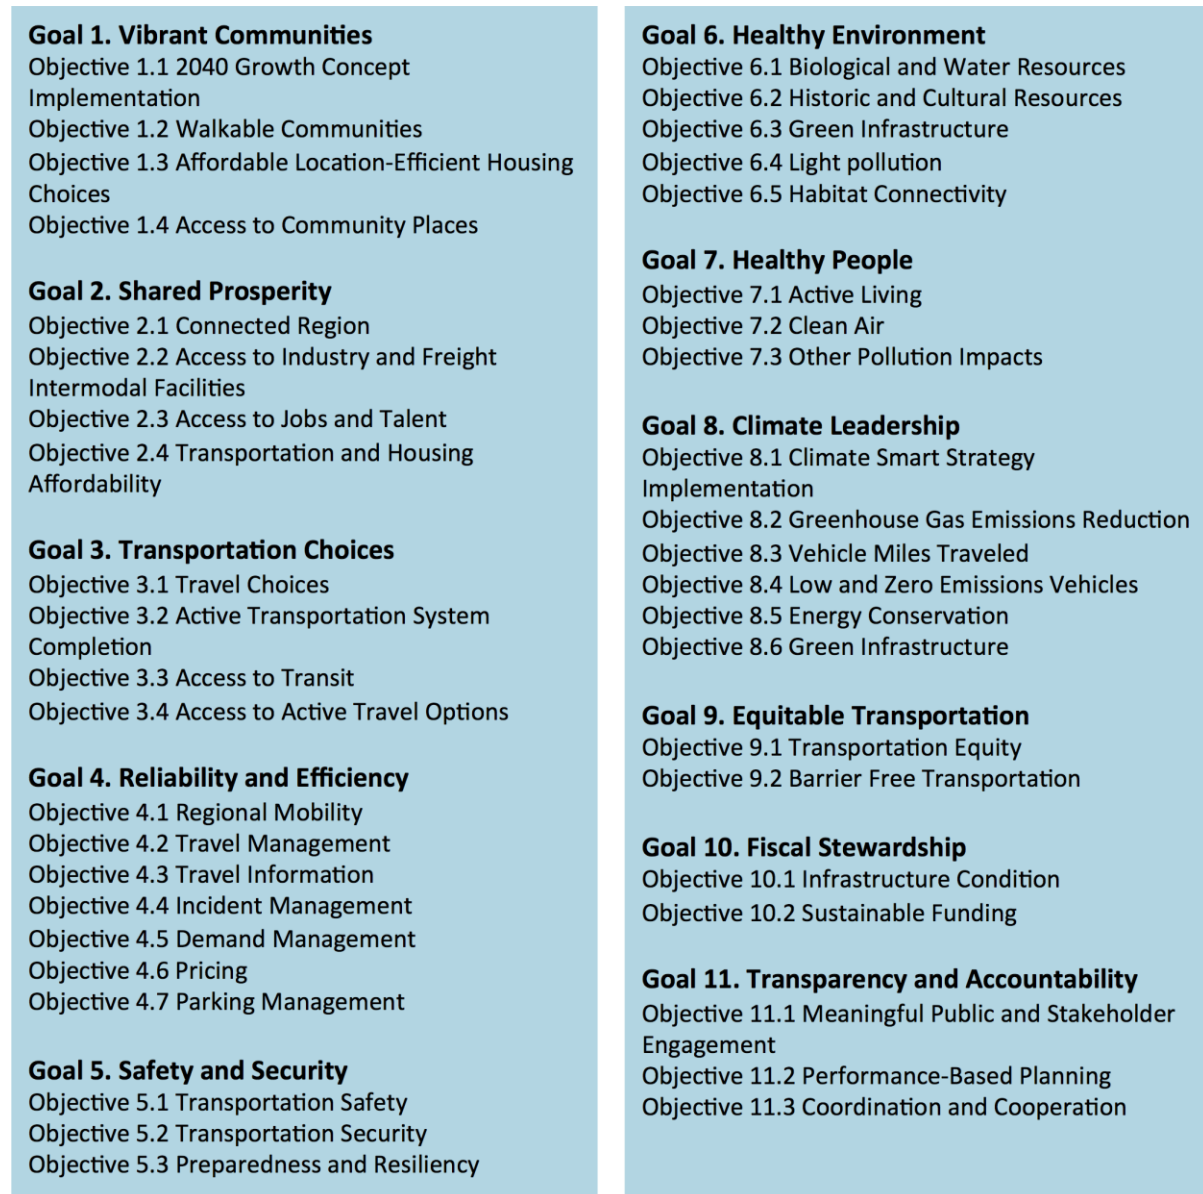 Goal 1. Vibrant Communities
Objective 1.1 2040 Growth Concept
Implementation
Objective 1.2 Walkable Communities
Objective 1.3 Affordable Location-Efficient Housing
Choices
Objective 1.4 Access to Community Places
Goal 2. Shared Prosperity
Objective 2.1 Connected Region
Objective 2.2 Access to Industry and Freight
Intermodal Facilities
Objective 2.3 Access to Jobs and Talent
Objective 2.4 Transportation and Housing
Affordability
Goal 3. Transportation Choices
Objective 3.1 Travel Choices
Objective 3.2 Active Transportation System
Completion
Objective 3.3 Access to Transit
Objective 3.4 Access to Active Travel Options
Goal 4. Reliability and Efficiency
Objective 4.1 Regional Mobility
Objective 4.2 Travel Management
Objective 4.3 Travel Information
Objective 4.4 Incident Management
Objective 4.5 Demand Management
Objective 4.6 Pricing
Objective 4.7 Parking Management
Goal 5. Safety and Security
Objective 5.1 Transportation Safety
Objective 5.2 Transportation Security
Objective 5.3 Preparedness and Resiliency
Goal 6. Healthy Environment
Objective 6.1 Biological and Water Resources
Objective 6.2 Historic and Cultural Resources
Objective 6.3 Green Infrastructure
Objective 6.4 Light pollution
Objective 6.5 Habitat Connectivity
Goal 7. Healthy People
Objective 7.1 Active Living
Objective 7.2 Clean Air
Objective 7.3 Other Pollution Impacts
Goal 8. Climate Leadership
Objective 8.1 Climate Smart Strategy
Implementation
Objective 8.2 Greenhouse Gas Emissions Reduction
Objective 8.3 Vehicle Miles Traveled
Objective 8.4 Low and Zero Emissions Vehicles
Objective 8.5 Energy Conservation
Objective 8.6 Green Infrastructure
Goal 9. Equitable Transportation
Objective 9.1 Transportation Equity
Objective 9.2 Barrier Free Transportation
Goal 10. Fiscal Stewardship
Objective 10.1 Infrastructure Condition
Objective 10.2 Sustainable Funding
Goal 11. Transparency and Accountability
Objective 11.1 Meaningful Public and Stakeholder
Engagement
Objective 11.2 Performance-Based Planning
Objective 11.3 Coordination and Cooperation